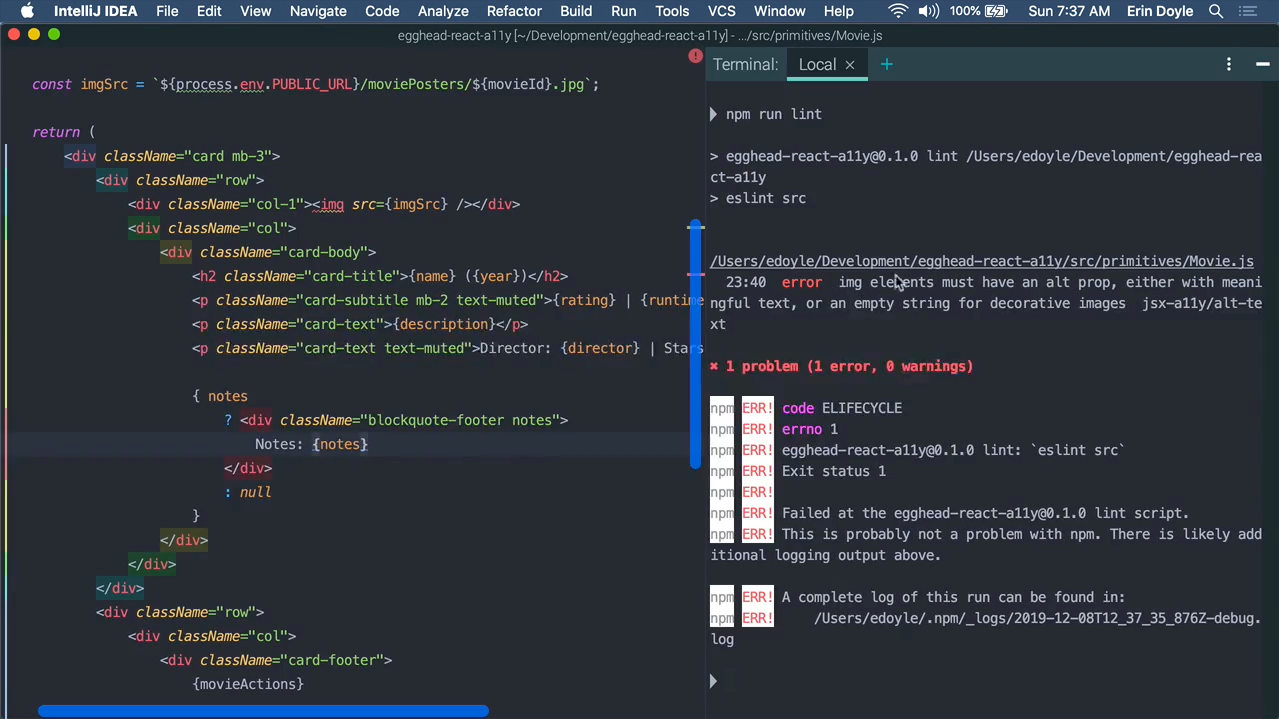 IntelliJ IDEA File Edit View Navigate Code Analyze Refactor Build Run Tools VCS Window Help 100% Sun 7:37 AM Erin Doyle
egghead-react-a11y [~/Development/egghead-react-a11y] - .../src/primitives/Movie.js
const imgSrc = `${process.env.PUBLIC_URL}/moviePosters/${movieId}.jpg`;
return (
<div className="card mb-3">
<div className="row">
<div className="col-1"><img src={imgSrc} /></div>
<div className="col">
<div className="card-body">
<h2 className="card-title">{name} ({year})</h2>
<p className="card-subtitle mb-2 text-muted">{rating} | {runtime
<p className="card-text">{description}</p>
<p className="card-text text-muted">Director: {director} | Stars
{ notes
? <div className="blockquote-footer notes">
Notes: {notes}
</div>
: null
}
</div>
</div>
</div>
<div className="row">
<div className="col">
<div className="card-footer">
{movieActions}
Terminal: Local × +
npm run lint
> egghead-react-a11y@0.1.0 lint /Users/edoyle/Development/egghead-rea
ct-a11y
> eslint src
/Users/edoyle/Development/egghead-react-a11y/src/primitives/Movie.js
23:40 error img elements must have an alt prop, either with meani
ngful text, or an empty string for decorative images jsx-a11y/alt-te
xt
✖ 1 problem (1 error, 0 warnings)
npm ERR! code ELIFECYCLE
npm ERR! errno 1
npm ERR! egghead-react-a11y@0.1.0 lint: `eslint src`
npm ERR! Exit status 1
npm ERR!
npm ERR! Failed at the egghead-react-a11y@0.1.0 lint script.
npm ERR! This is probably not a problem with npm. There is likely add
itional logging output above.
npm ERR! A complete log of this run can be found in:
npm ERR! /Users/edoyle/.npm/_logs/2019-12-08T12_37_35_876Z-debug.
log